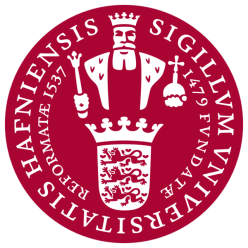 SIGILLVM VNIVERSITATIS HAFNIENSIS
1479 FVNDATÆ
REFORMATÆ 1537